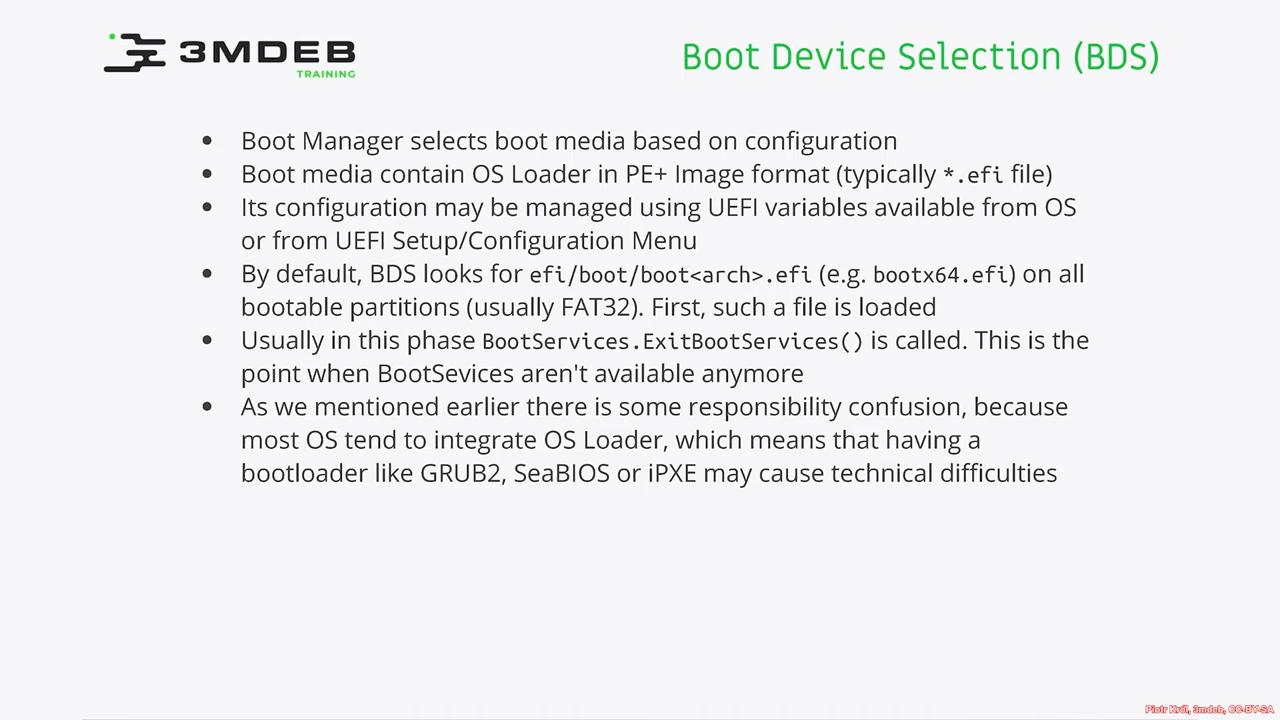 3MDEB
TRAINING
Boot Device Selection (BDS)
• Boot Manager selects boot media based on configuration
• Boot media contain OS Loader in PE+ Image format (typically *.efi file)
• Its configuration may be managed using UEFI variables available from OS
or from UEFI Setup/Configuration Menu
• By default, BDS looks for efi/boot/boot<arch>.efi (e.g. bootx64.efi) on all
bootable partitions (usually FAT32). First, such a file is loaded
• Usually in this phase BootServices.ExitBootServices() is called. This is the
point when BootSevices aren't available anymore
• As we mentioned earlier there is some responsibility confusion, because
most OS tend to integrate OS Loader, which means that having a
bootloader like GRUB2, SeaBIOS or iPXE may cause technical difficulties
Piotr Król, 3mdeb, CC-BY-SA